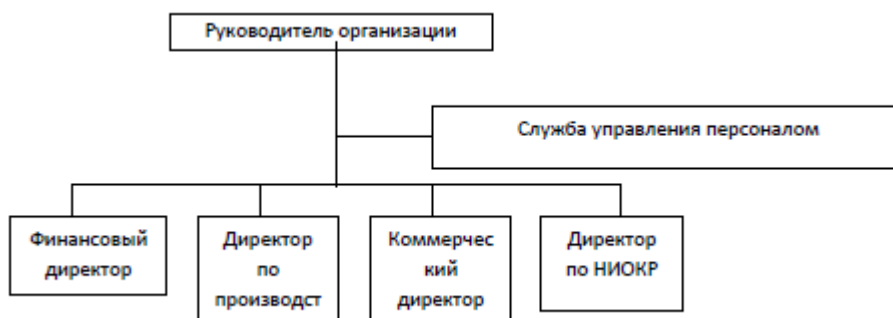 Руководитель организации
Служба управления персоналом
Финансовый
директор
Директор
по
производст
Коммерчес
кий
директор
Директор
по НИОКР